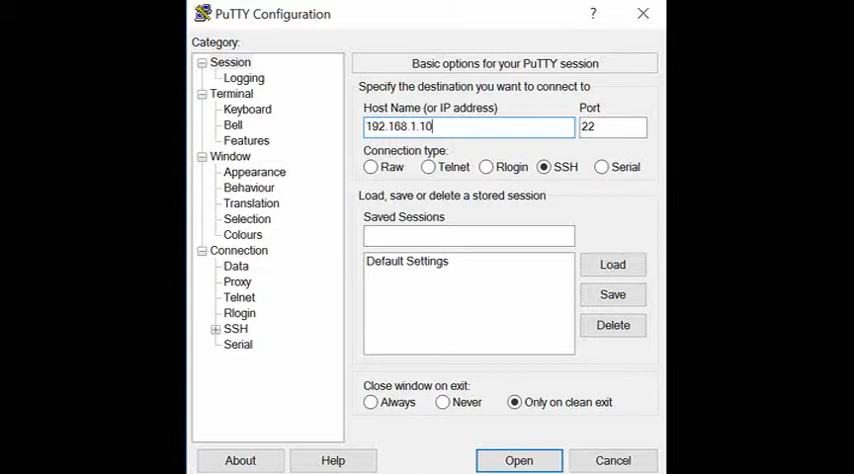 PuTTY Configuration
?
Category:
Session
Logging
Terminal
Keyboard
Bell
Features
Window
Appearance
Behaviour
Translation
Selection
Colours
Connection
Data
Proxy
Telnet
Rlogin
SSH
Serial
Basic options for your PuTTY session
Specify the destination you want to connect to
Host Name (or IP address) Port
192.168.1.10 22
Connection type:
Raw Telnet Rlogin SSH Serial
Load, save or delete a stored session
Saved Sessions
Default Settings
Load
Save
Delete
Close window on exit:
Always Never Only on clean exit
About Help Open Cancel